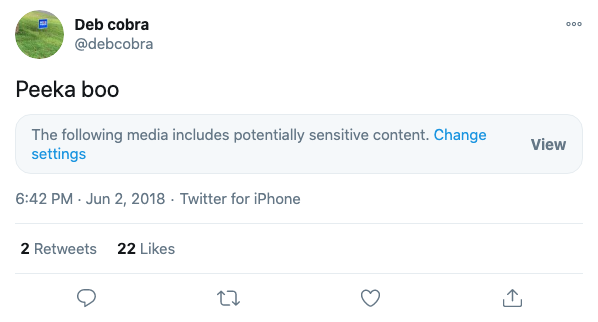 Deb cobra
@debcobra
Peeka boo
The following media includes potentially sensitive content. Change
settings
View
6:42 PM · Jun 2, 2018 · Twitter for iPhone
2 Retweets 22 Likes